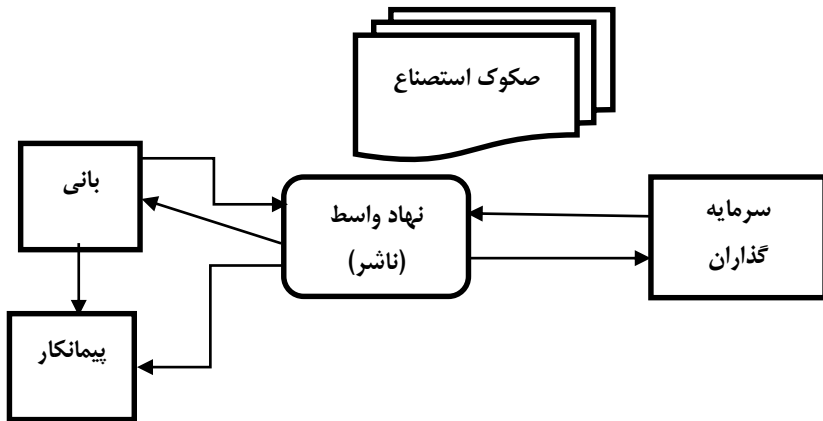 صکوک استصناع
بانی
نهاد واسط
(ناشر)
سرمایه
گذاران
پیمانکار